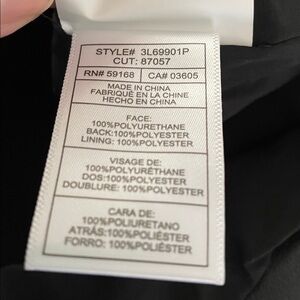 STYLE# 3L69901P
CUT: 87057
RN# 59168 CA# 03605
MADE IN CHINA
FABRIQUÉ EN LA CHINE
HECHO EN CHINA
FACE:
100%POLYURETHANE
BACK:100%POLYESTER
LINING: 100%POLYESTER
VISAGE DE:
100%POLYURÉTHANE
DOS:100%POLYESTER
DOUBLURE: 100%POLYESTER
CARA DE:
100%POLIURETANO
ATRÁS:100%POLIÉSTER
FORRO: 100%POLIÉSTER